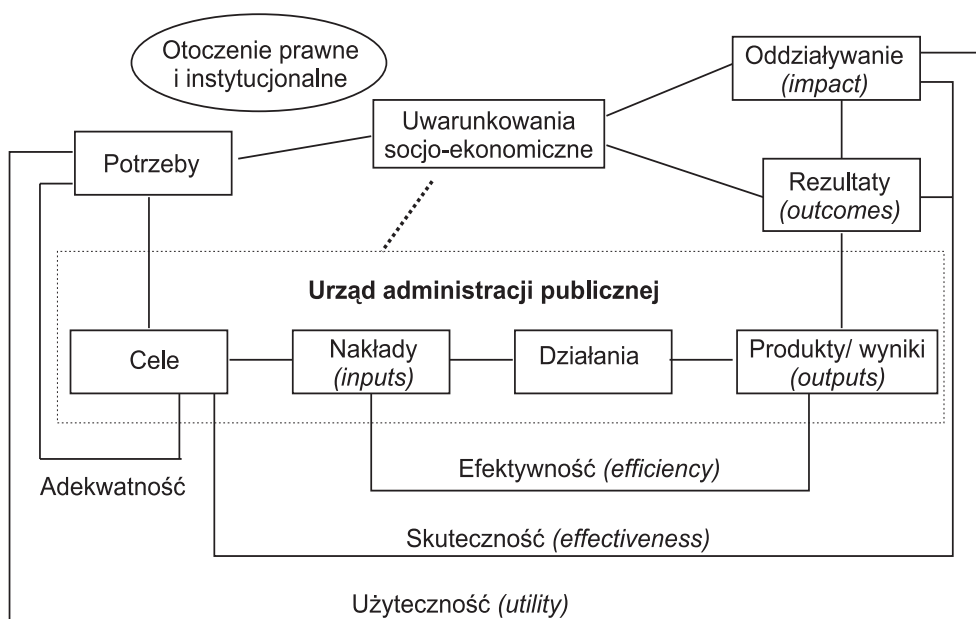 Otoczenie prawne
i instytucjonalne
Oddziaływanie
(impact)
Uwarunkowania
socjo-ekonomiczne
Potrzeby
Rezultaty
(outcomes)
Urząd administracji publicznej
Cele
Nakłady
(inputs)
Działania
Produkty/ wyniki
(outputs)
Efektywność (efficiency)
Adekwatność
Skuteczność (effectiveness)
Użyteczność (utility)